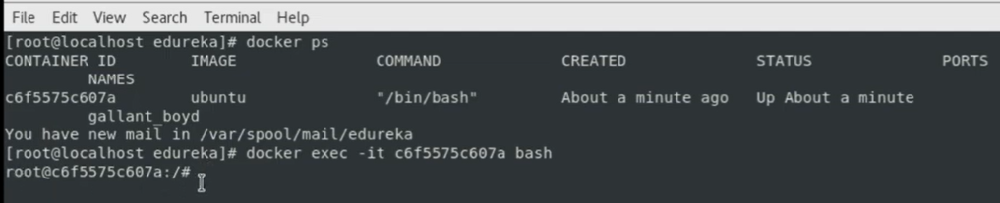 File Edit View Search Terminal Help
[root@localhost edureka]# docker ps
CONTAINER ID IMAGE COMMAND CREATED STATUS PORTS
NAMES
c6f5575c607a ubuntu "/bin/bash" About a minute ago Up About a minute
gallant_boyd
You have new mail in /var/spool/mail/edureka
[root@localhost edureka]# docker exec -it c6f5575c607a bash
root@c6f5575c607a:/#